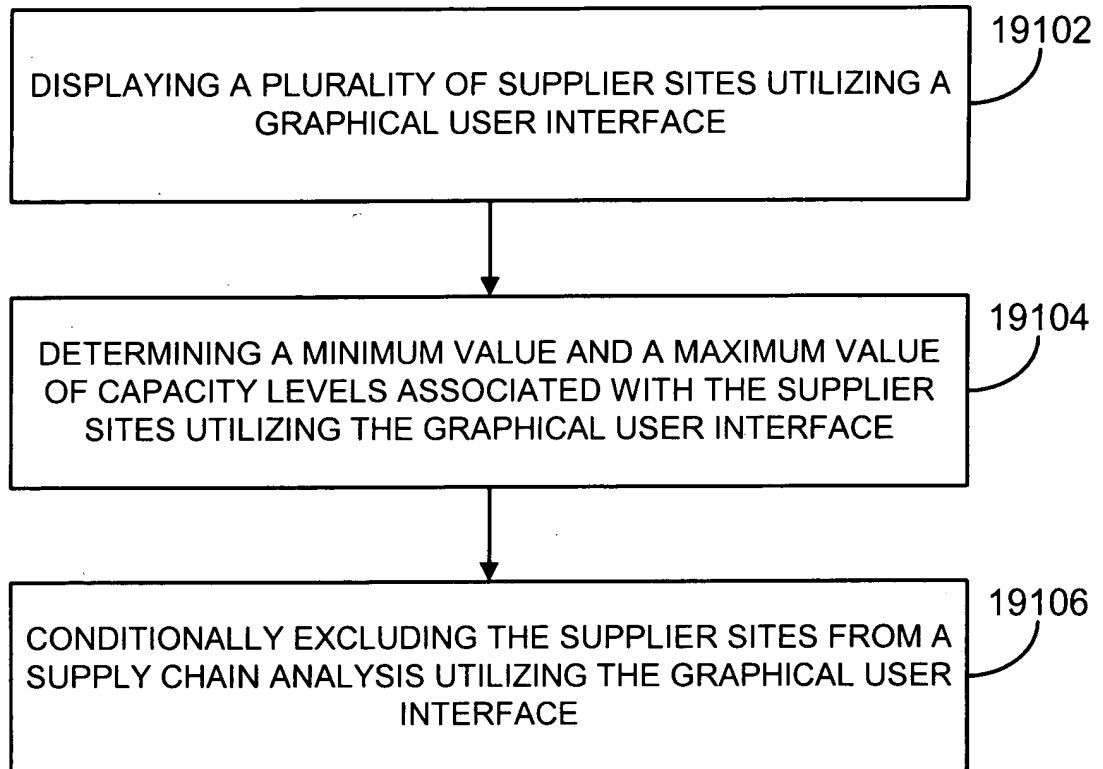 19102
DISPLAYING A PLURALITY OF SUPPLIER SITES UTILIZING A
GRAPHICAL USER INTERFACE
19104
DETERMINING A MINIMUM VALUE AND A MAXIMUM VALUE
OF CAPACITY LEVELS ASSOCIATED WITH THE SUPPLIER
SITES UTILIZING THE GRAPHICAL USER INTERFACE
19106
CONDITIONALLY EXCLUDING THE SUPPLIER SITES FROM A
SUPPLY CHAIN ANALYSIS UTILIZING THE GRAPHICAL USER
INTERFACE